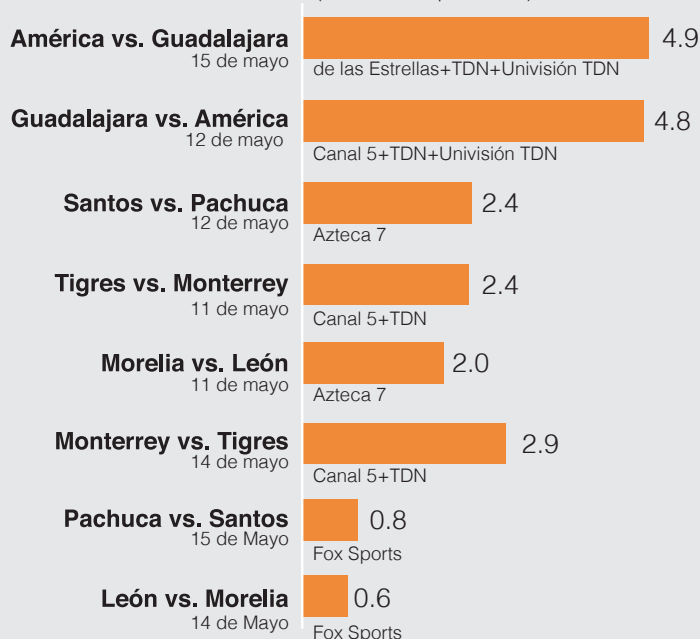 América vs. Guadalajara
15 de mayo
4.9
de las Estrellas+TDN+Univisión TDN
Guadalajara vs. América
12 de mayo
4.8
Canal 5+TDN+Univisión TDN
Santos vs. Pachuca
12 de mayo
2.4
Azteca 7
Tigres vs. Monterrey
11 de mayo
2.4
Canal 5+TDN
Morelia vs. León
11 de mayo
2.0
Azteca 7
Monterrey vs. Tigres
14 de mayo
2.9
Canal 5+TDN
Pachuca vs. Santos
15 de Mayo
0.8
Fox Sports
León vs. Morelia
14 de Mayo
0.6
Fox Sports